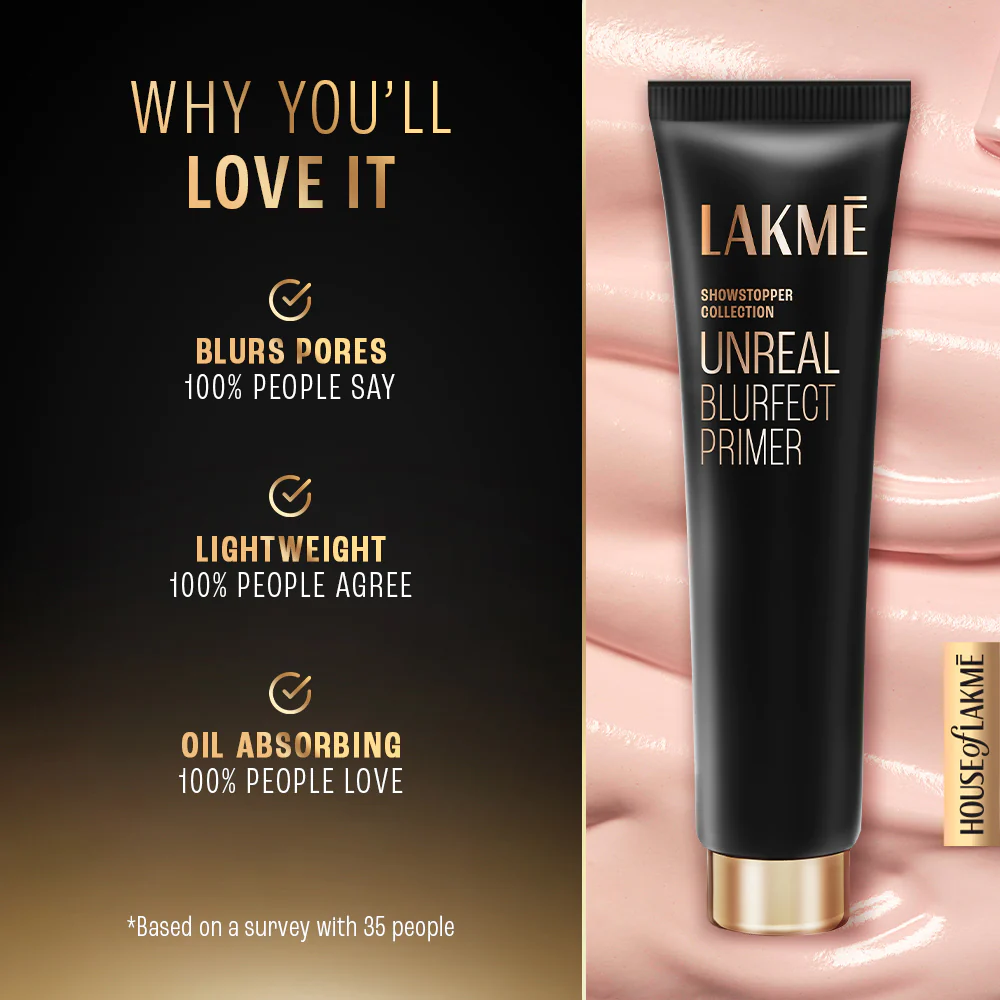 WHY YOU'LL
LOVE IT
BLURS PORES
100% PEOPLE SAY
LIGHTWEIGHT
100% PEOPLE AGREE
OIL ABSORBING
100% PEOPLE LOVE
*Based on a survey with 35 people
LAKMĒ
SHOWSTOPPER
COLLECTION
UNREAL
BLURFECT
PRIMER
HOUSE of LAKMĒ